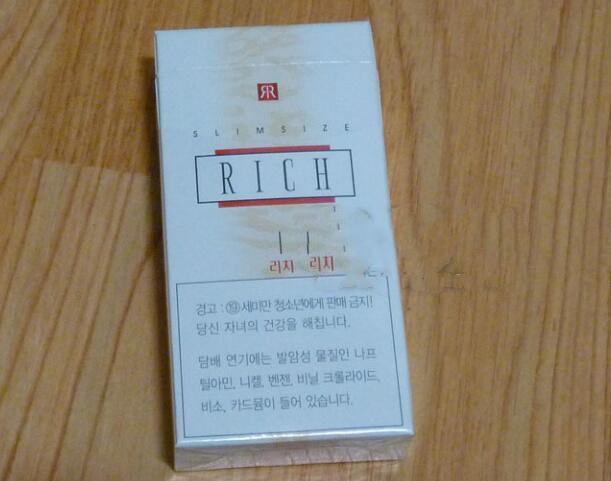 RR
SLIMSIZE
RICH
리치 리치
경고 : ⑲세미만 청소년에게 판매 금지!
당신 자녀의 건강을 해칩니다.
담배 연기에는 발암성 물질인 나프
틸아민, 니켈, 벤젠, 비닐 크롤라이드,
비소, 카드뮴이 들어 있습니다.